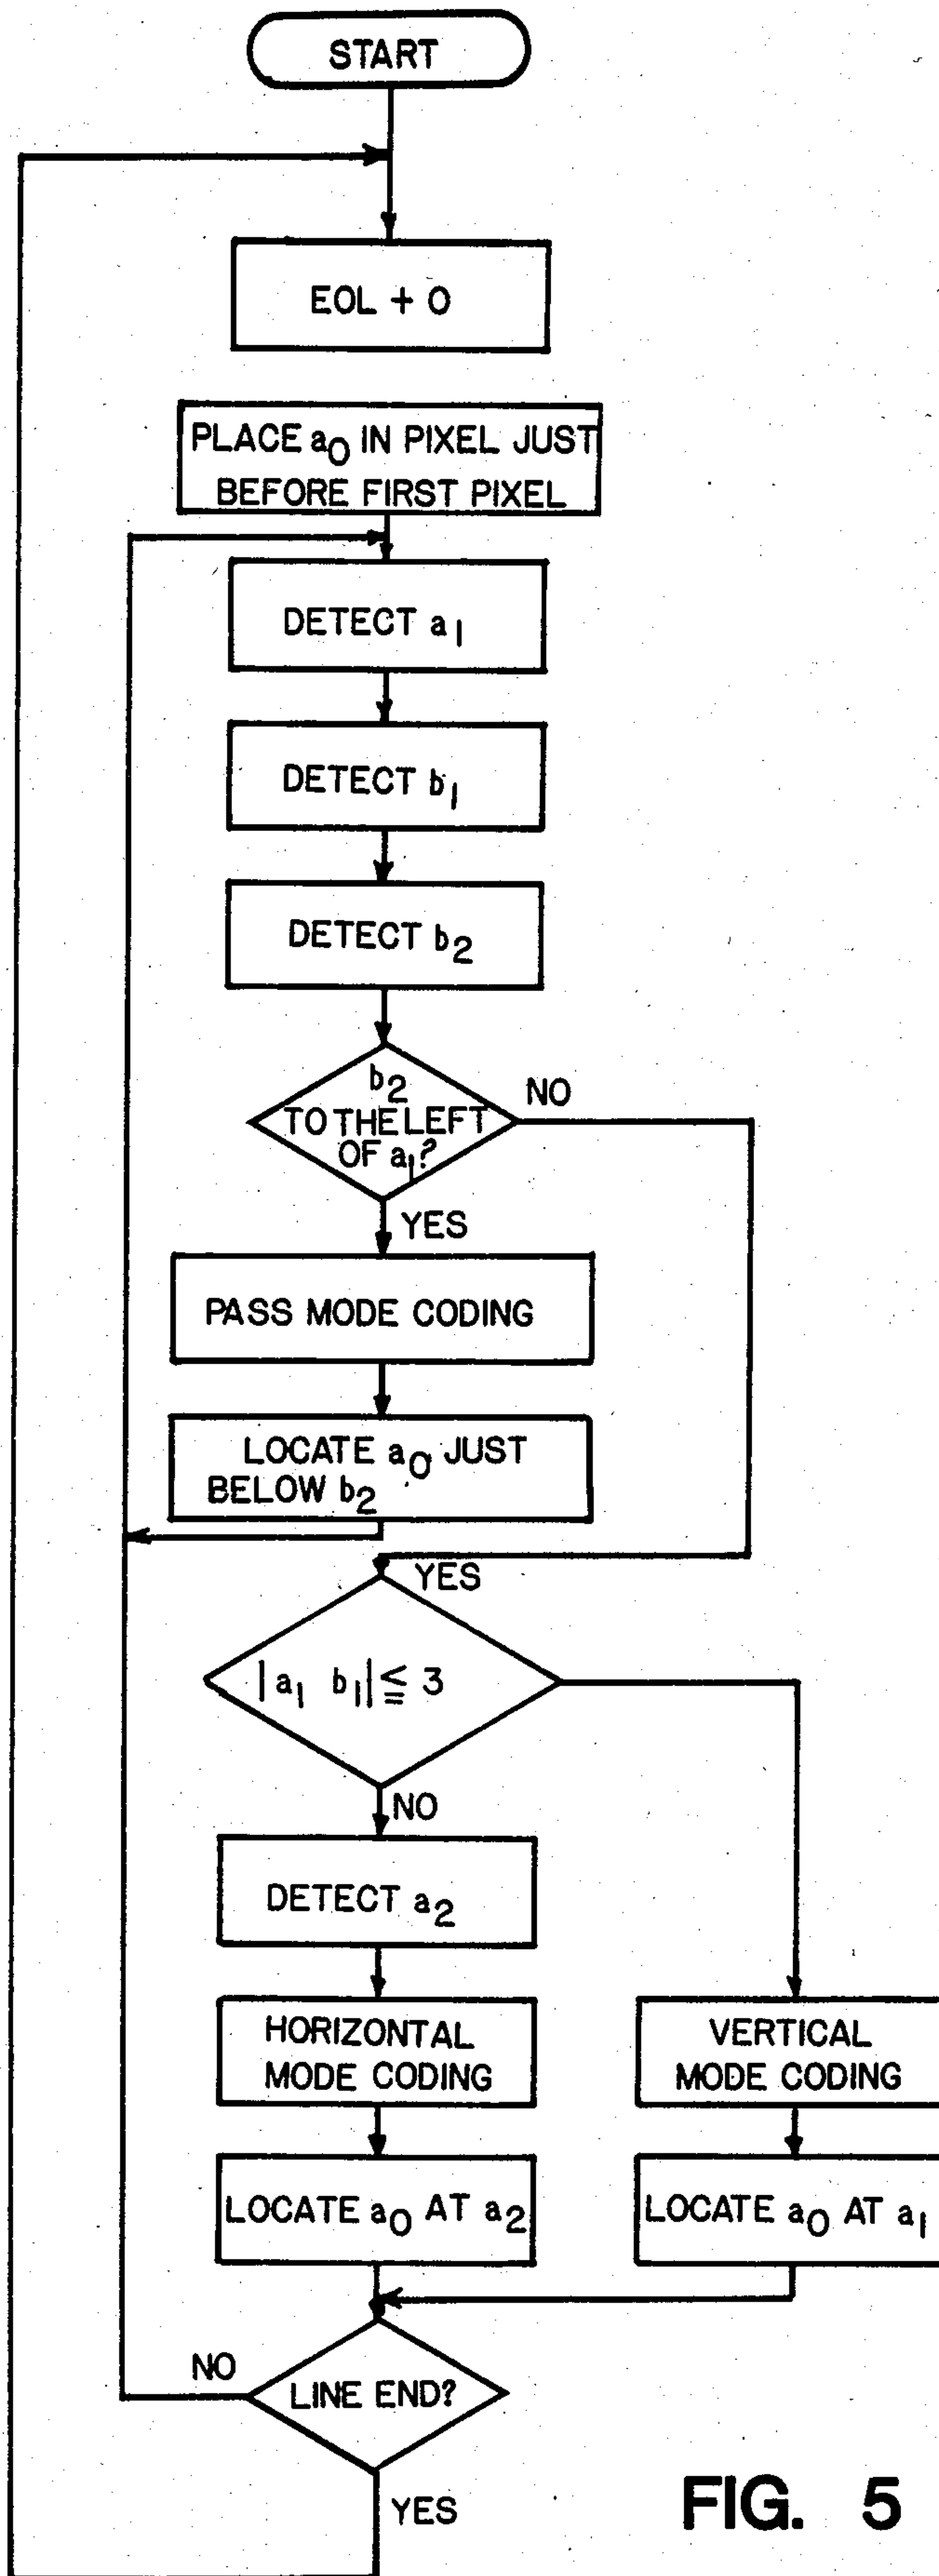 START
EOL + 0
PLACE a0 IN PIXEL JUST
BEFORE FIRST PIXEL
DETECT a1
DETECT b1
DETECT b2
b2
TO THE LEFT
OF a1?
NO
YES
PASS MODE CODING
LOCATE a0 JUST
BELOW b2
YES
|a1 b1| ≦ 3
NO
DETECT a2
HORIZONTAL
MODE CODING
VERTICAL
MODE CODING
LOCATE a0 AT a2
LOCATE a0 AT a1
NO
LINE END?
YES
FIG. 5